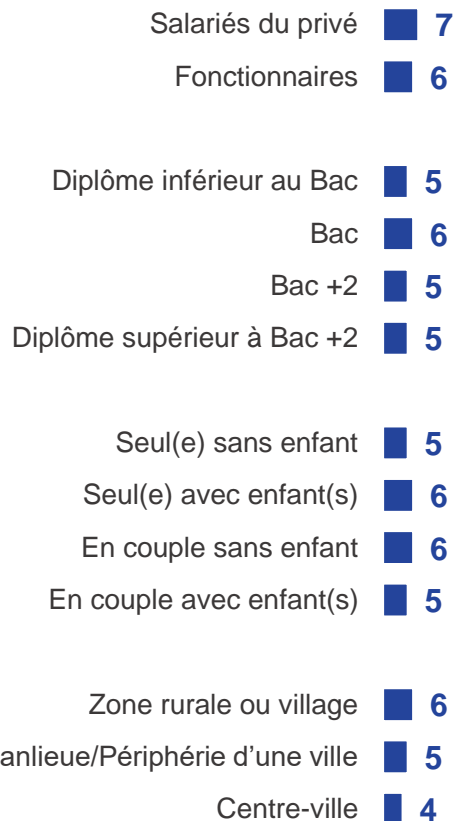 Salariés du privé 7
Fonctionnaires 6
Diplôme inférieur au Bac 5
Bac 6
Bac +2 5
Diplôme supérieur à Bac +2 5
Seul(e) sans enfant 5
Seul(e) avec enfant(s) 6
En couple sans enfant 6
En couple avec enfant(s) 5
Zone rurale ou village 6
anlieue/Périphérie d'une ville 5
Centre-ville 4